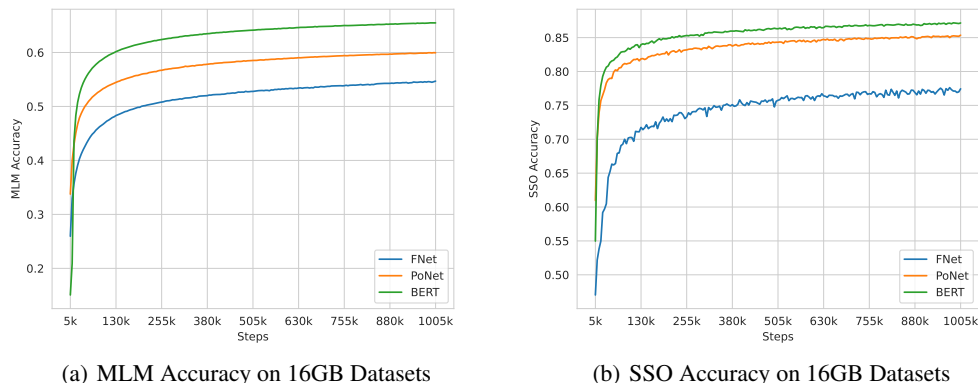 0.6
0.5
0.4
0.3
0.2
MLM Accuracy
5k 130k 255k 380k 505k 630k 755k 880k 1005k
Steps
FNet
PoNet
BERT
(a) MLM Accuracy on 16GB Datasets
0.85
0.80
0.75
0.70
0.65
0.60
0.55
0.50
SSO Accuracy
5k 130k 255k 380k 505k 630k 755k 880k 1005k
Steps
FNet
PoNet
BERT
(b) SSO Accuracy on 16GB Datasets